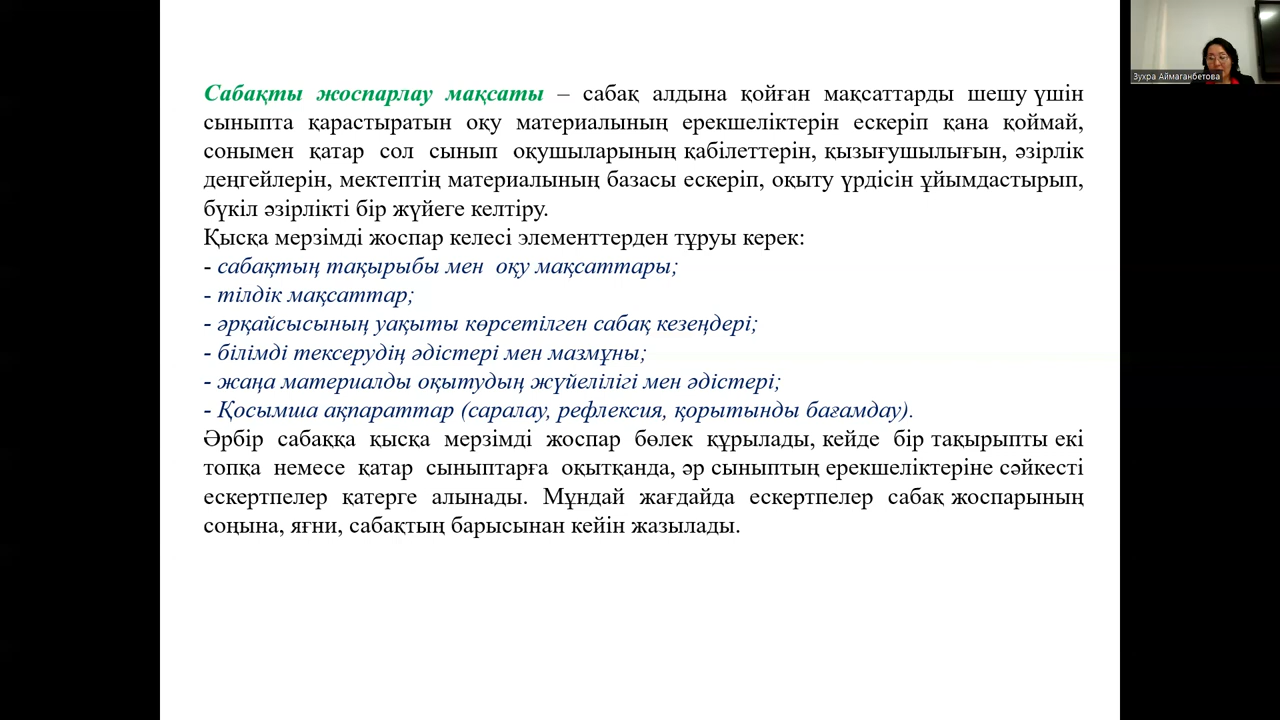 Сабақты жоспарлау мақсаты – сабақ алдына қойған мақсаттарды шешу үшін
сыныпта қарастыратын оқу материалының ерекшеліктерін ескеріп қана қоймай,
сонымен қатар сол сынып оқушыларының қабілеттерін, қызығушылығын, әзірлік
деңгейлерін, мектептің материалының базасы ескеріп, оқыту үрдісін ұйымдастырып,
бүкіл әзірлікті бір жүйеге келтіру.
Қысқа мерзімді жоспар келесі элементтерден тұруы керек:
- сабақтың тақырыбы мен оқу мақсаттары;
- тілдік мақсаттар;
- әрқайсысының уақыты көрсетілген сабақ кезеңдері;
- білімді тексерудің әдістері мен мазмұны;
- жаңа материалды оқытудың жүйелілігі мен әдістері;
- Қосымша ақпараттар (саралау, рефлексия, қорытынды бағамдау).
Әрбір сабаққа қысқа мерзімді жоспар бөлек құрылады, кейде бір тақырыпты екі
топқа немесе қатар сыныптарға оқытқанда, әр сыныптың ерекшеліктеріне сәйкесті
ескертпелер қатерге алынады. Мұндай жағдайда ескертпелер сабақ жоспарының
соңына, яғни, сабақтың барысынан кейін жазылады.
Зухра Аймаганбетова